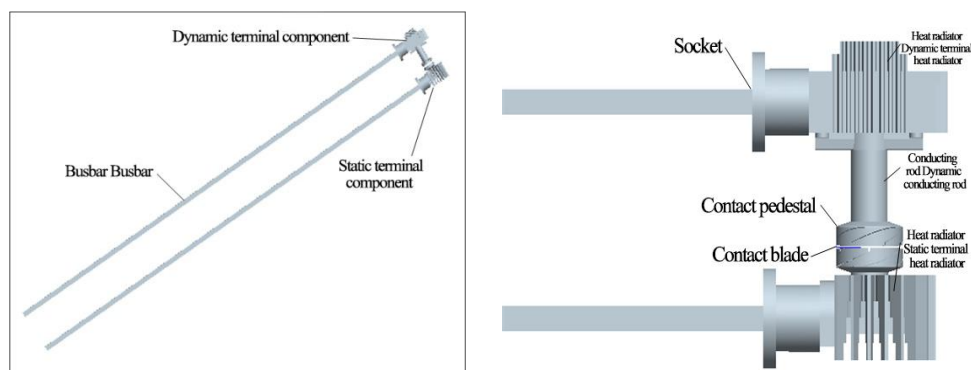 Dynamic terminal component
Static terminal
component
Busbar Busbar
Socket
Heat radiator
Dynamic terminal
heat radiator
Conducting
rod Dynamic
conducting rod
Contact pedestal
Contact blade
Heat radiator
Static terminal
heat radiator